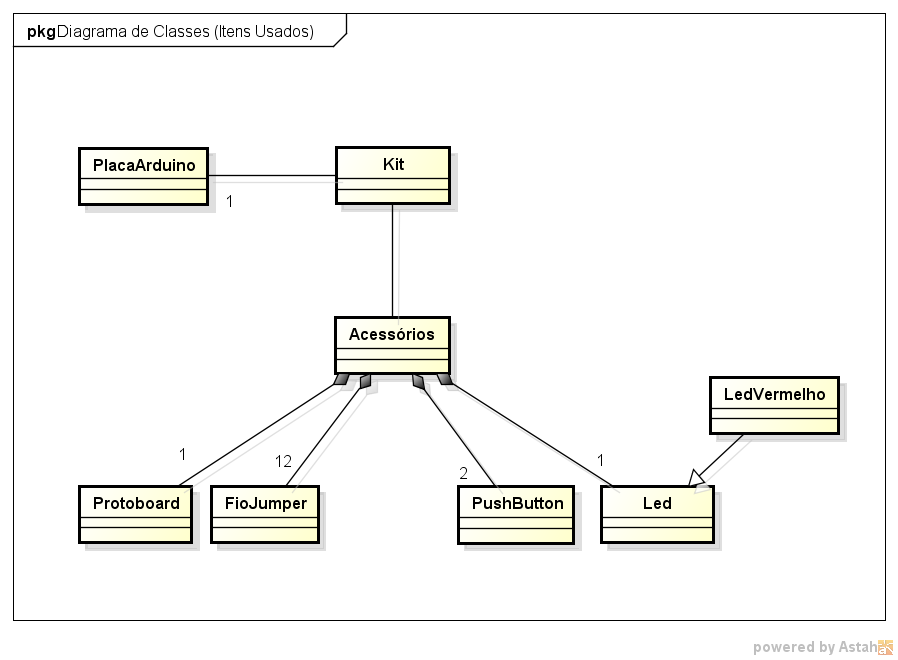 pkg Diagrama de Classes (Itens Usados)
PlacaArduino
Kit
1
Acessórios
LedVermelho
1
12
2
1
Protoboard
FioJumper
PushButton
Led
powered by Astah